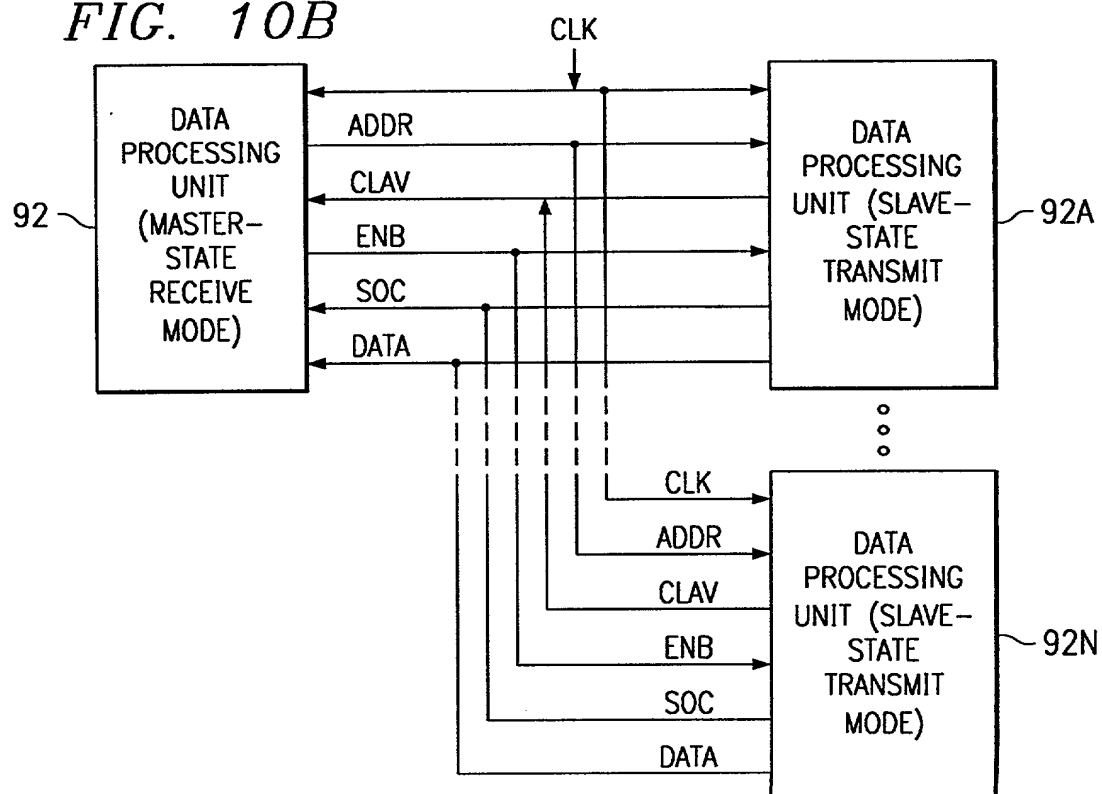 FIG. 10B
CLK
DATA
PROCESSING
UNIT
(MASTER-
STATE
RECEIVE
MODE)
92
ADDR
CLAV
ENB
SOC
DATA
DATA
PROCESSING
UNIT (SLAVE-
STATE
TRANSMIT
MODE)
92A
CLK
ADDR
CLAV
ENB
SOC
DATA
DATA
PROCESSING
UNIT (SLAVE-
STATE
TRANSMIT
MODE)
92N